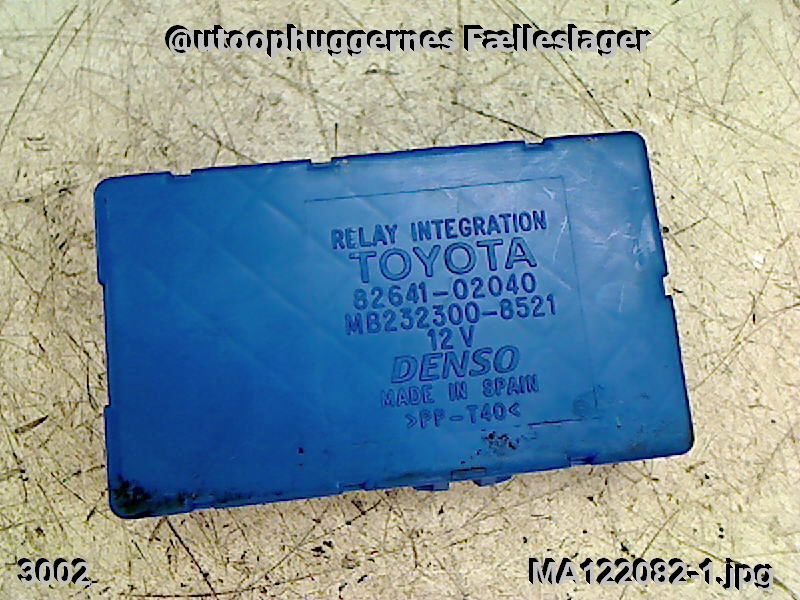 @utoophuggernes Fælleslager
RELAY INTEGRATION
TOYOTA
82641-02040
MB232300-8521
12V
DENSO
MADE IN SPAIN
>PP-T40<
3002
MA122082-1.jpg